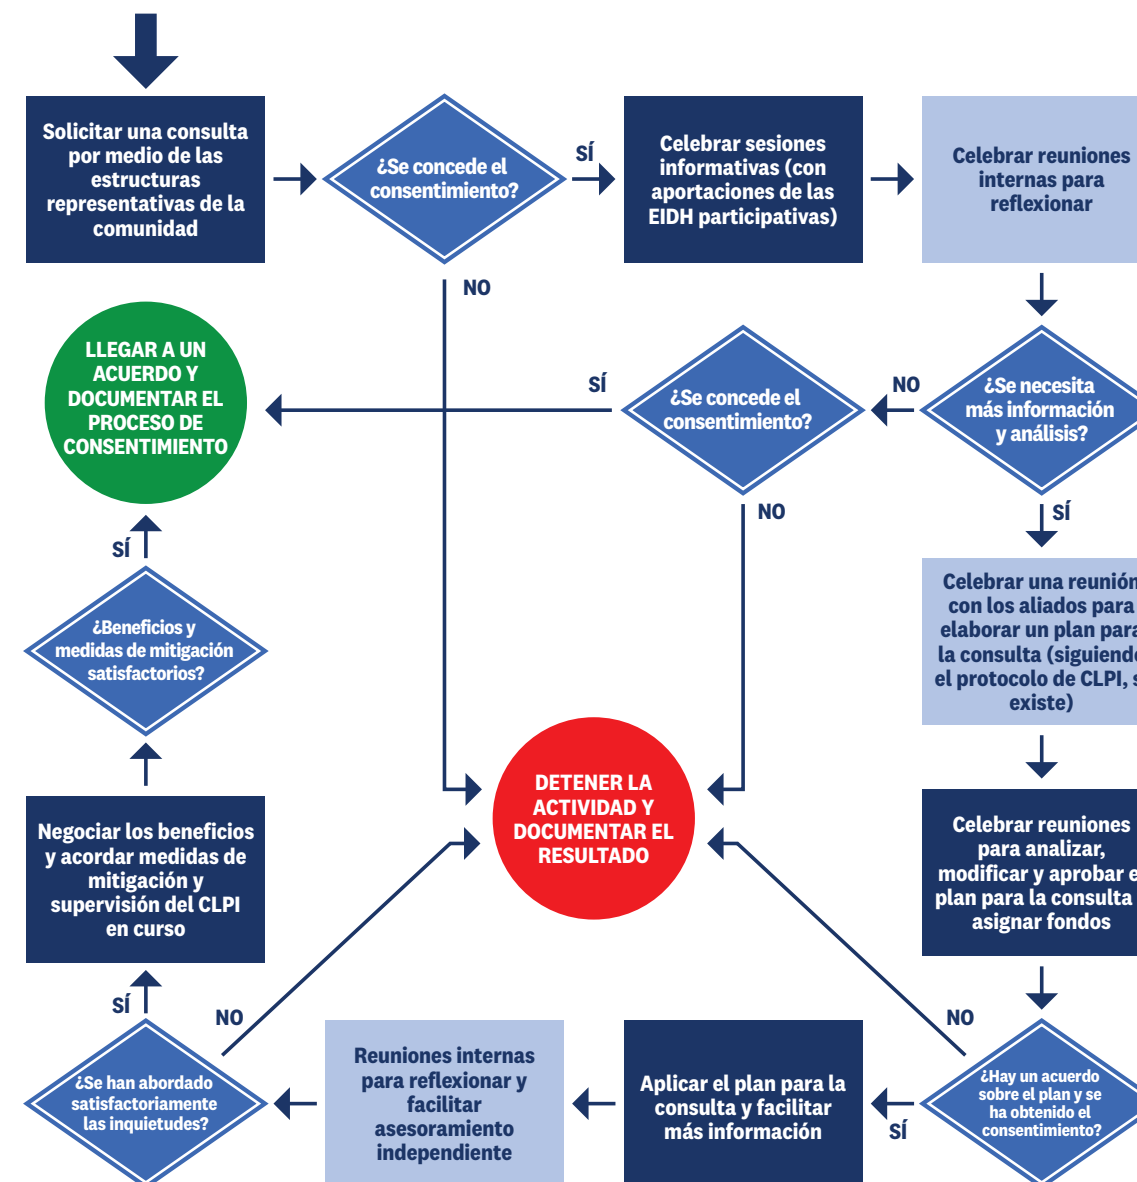 Solicitar una consulta
por medio de las
estructuras
representativas de la
comunidad
¿Se concede el
consentimiento?
SÍ
Celebrar sesiones
informativas (con
aportaciones de las
EIDH participativas)
Celebrar reuniones
internas para
reflexionar
NO
LLEGAR A UN
ACUERDO Y
DOCUMENTAR EL
PROCESO DE
CONSENTIMIENTO
SÍ
¿Se concede el
consentimiento?
NO
¿Se necesita
más información
y análisis?
NO
SÍ
SÍ
¿Beneficios y
medidas de mitigación
satisfactorios?
Celebrar una reunión
con los aliados para
elaborar un plan para
la consulta (siguiendo
el protocolo de CLPI, s
existe)
DETENER LA
ACTIVIDAD Y
DOCUMENTAR EL
RESULTADO
Negociar los beneficios
y acordar medidas de
mitigación y
supervisión del CLPI
en curso
Celebrar reuniones
para analizar,
modificar y aprobar e
plan para la consulta
asignar fondos
SÍ
NO
NO
¿Se han abordado
satisfactoriamente
las inquietudes?
Reuniones internas
para reflexionar y
facilitar
asesoramiento
independiente
Aplicar el plan para la
consulta y facilitar
más información
SÍ
¿Hay un acuerdo
sobre el plan y se
ha obtenido el
consentimiento?